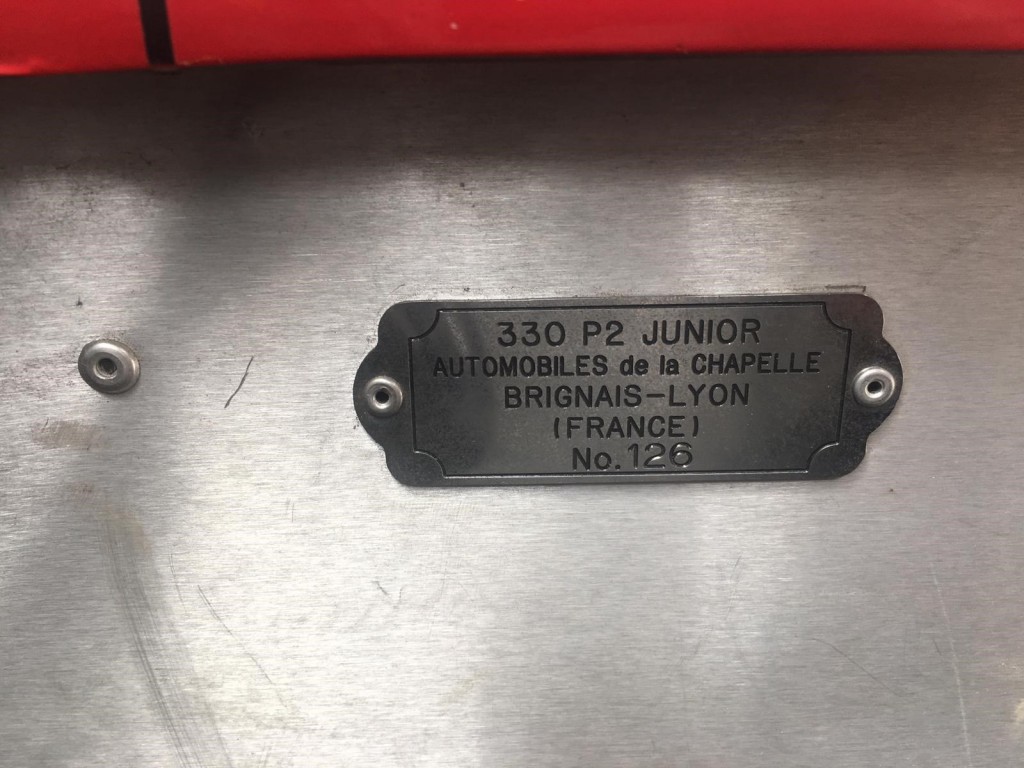 330 P2 JUNIOR
AUTOMOBILES de la CHAPELLE
BRIGNAIS-LYON
(FRANCE)
No. 126